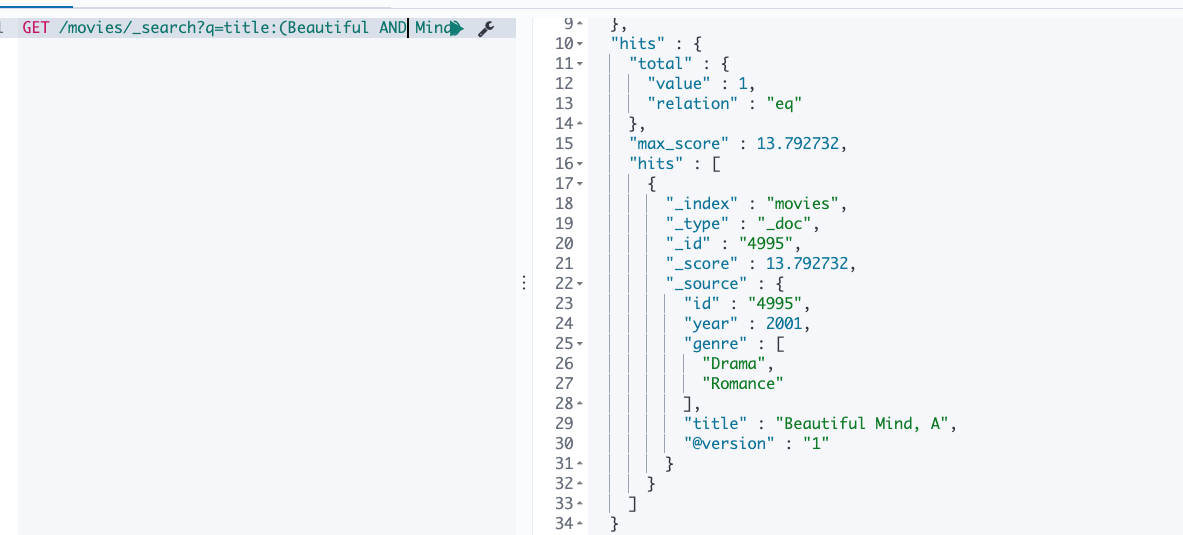 1 GET /movies/_search?q=title:(Beautiful AND Mind)
9 },
10 "hits" : {
11 "total" : {
12 "value" : 1,
13 "relation" : "eq"
14 },
15 "max_score" : 13.792732,
16 "hits" : [
17 {
18 "_index" : "movies",
19 "_type" : "_doc",
20 "_id" : "4995",
21 "_score" : 13.792732,
22 "_source" : {
23 "id" : "4995",
24 "year" : 2001,
25 "genre" : [
26 "Drama",
27 "Romance"
28 ],
29 "title" : "Beautiful Mind, A",
30 "@version" : "1"
31 }
32 }
33 ]
34 }